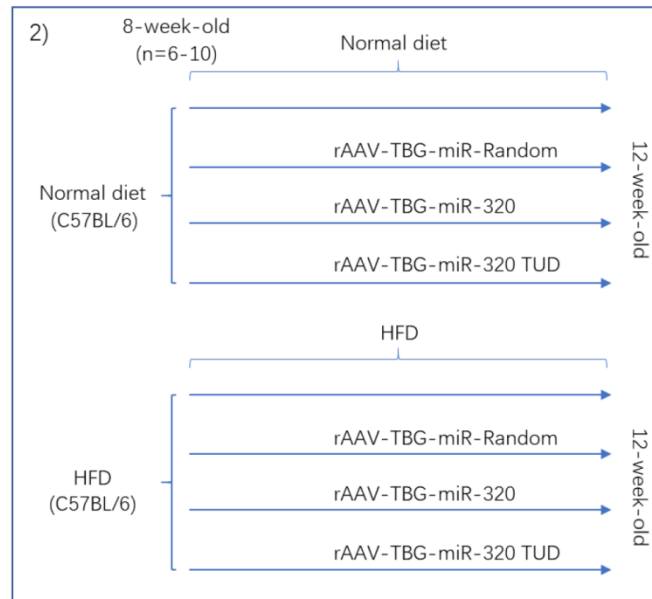 2)
8-week-old
(n=6-10)
Normal diet
rAAV-TBG-miR-Random
rAAV-TBG-miR-320
rAAV-TBG-miR-320 TUD
Normal diet
(C57BL/6)
12-week-old
HFD
rAAV-TBG-miR-Random
rAAV-TBG-miR-320
rAAV-TBG-miR-320 TUD
HFD
(C57BL/6)
12-week-old